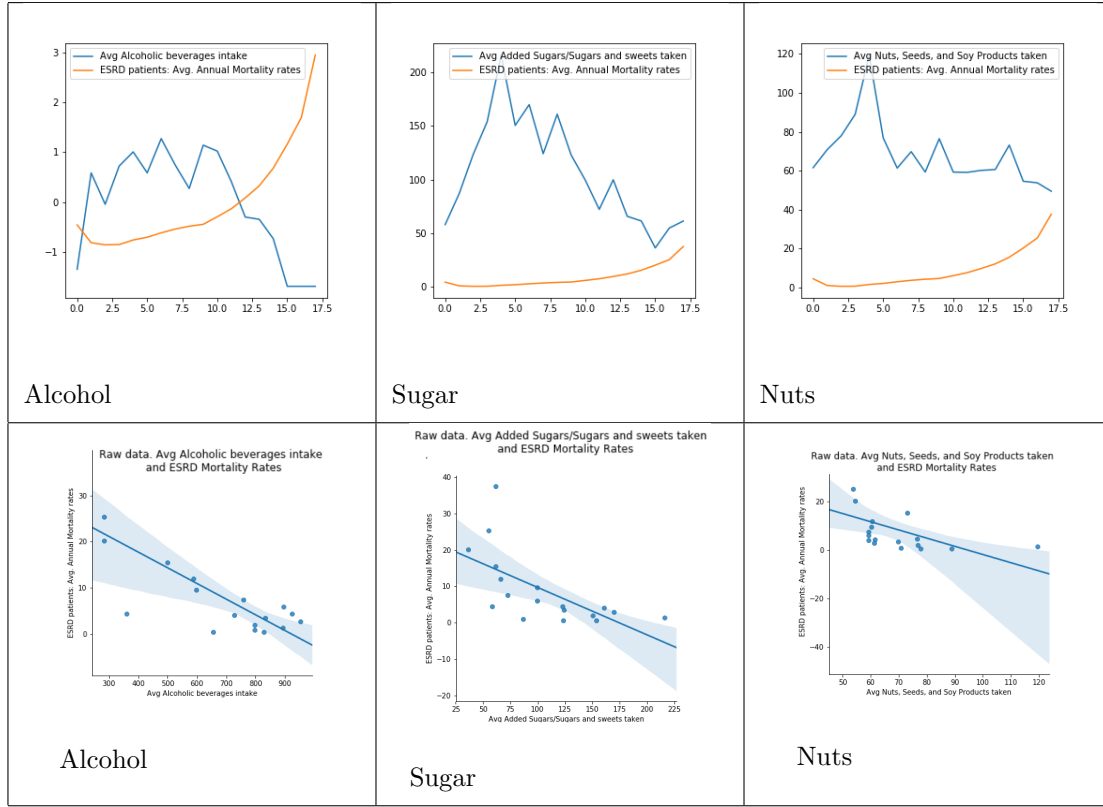 Avg Alcoholic beverages intake
ESRD patients: Avg. Annual Mortality rates
3
2
1
0
−1
0.0 2.5 5.0 7.5 10.0 12.5 15.0 17.5
Alcohol
Avg Added Sugars/Sugars and sweets taken
ESRD patients: Avg. Annual Mortality rates
200
150
100
50
0
0.0 2.5 5.0 7.5 10.0 12.5 15.0 17.5
Sugar
Avg Nuts, Seeds, and Soy Products taken
ESRD patients: Avg. Annual Mortality rates
120
100
80
60
40
20
0
0.0 2.5 5.0 7.5 10.0 12.5 15.0 17.5
Nuts
Raw data. Avg Alcoholic beverages intake
and ESRD Mortality Rates
ESRD patients: Avg. Annual Mortality rates
30
20
10
0
300 400 500 600 700 800 900
Avg Alcoholic beverages intake
Alcohol
Raw data. Avg Added Sugars/Sugars and sweets taken
and ESRD Mortality Rates
ESRD patients: Avg. Annual Mortality rates
40
30
20
10
0
−10
−20
25 50 75 100 125 150 175 200 225
Avg Added Sugars/Sugars and sweets taken
Sugar
Raw data. Avg Nuts, Seeds, and Soy Products taken
and ESRD Mortality Rates
ESRD patients: Avg. Annual Mortality rates
20
0
−20
−40
50 60 70 80 90 100 110 120
Avg Nuts, Seeds, and Soy Products taken
Nuts